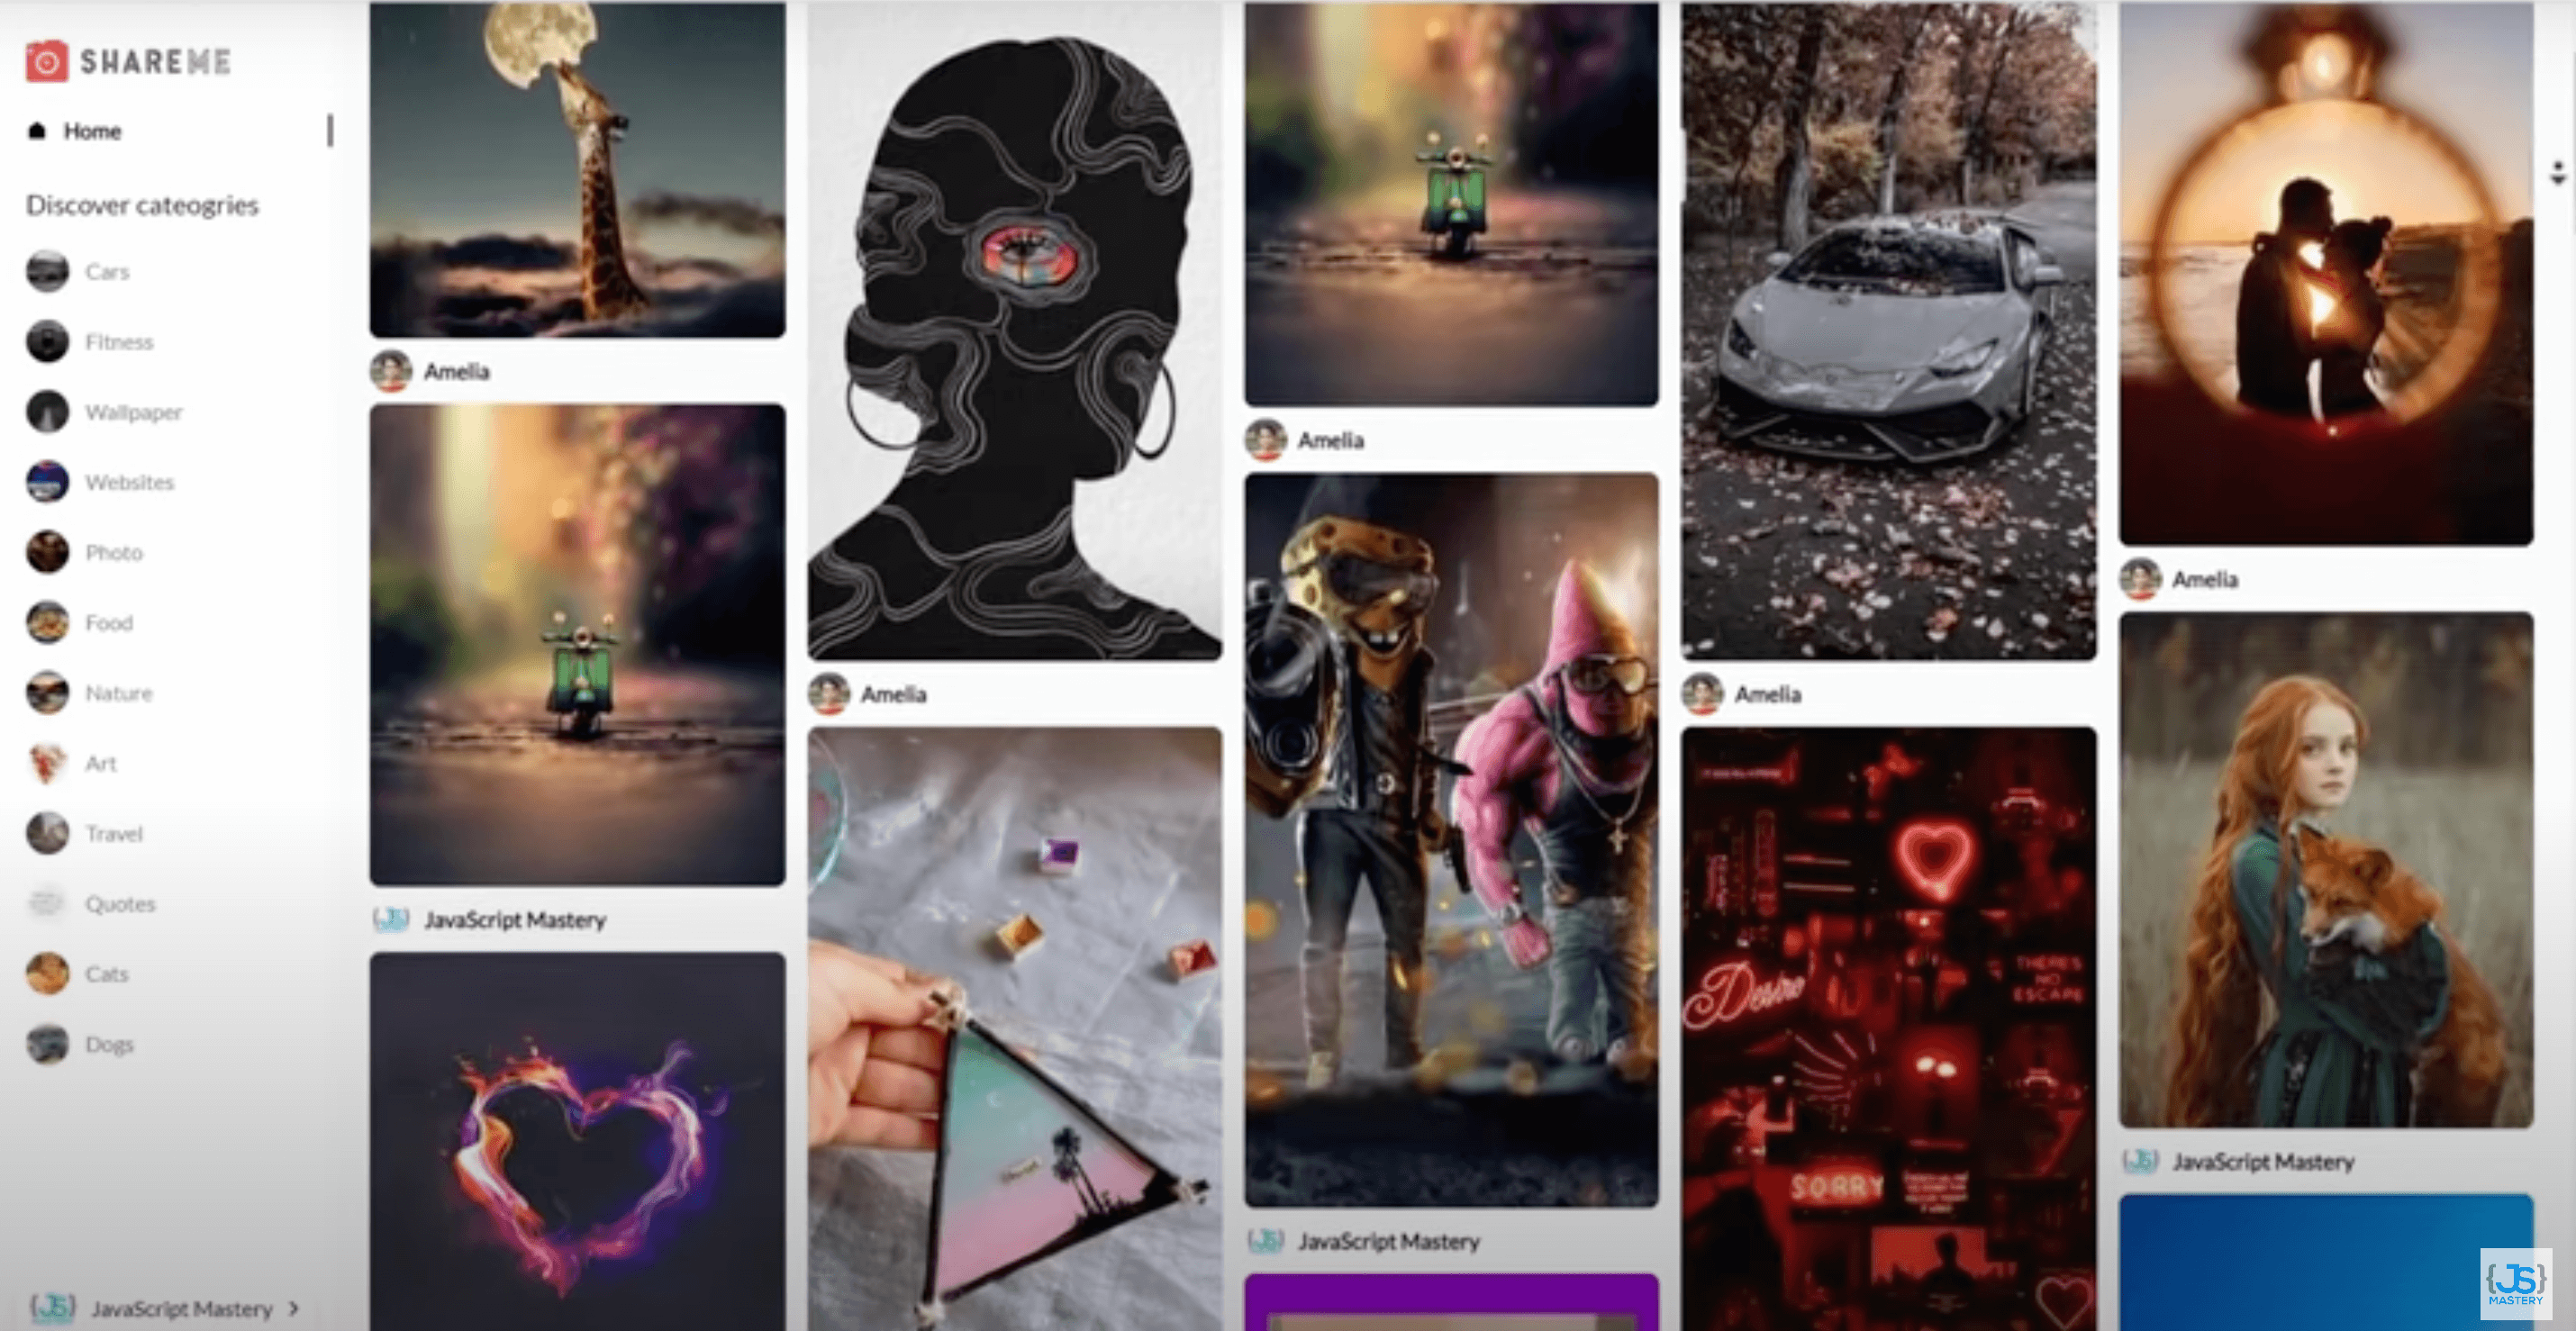 SHAREME
Home
Discover cateogries
Cars
Fitness
Wallpaper
Websites
Photo
Food
Nature
Art
Travel
Quotes
Cats
Dogs
JavaScript Mastery
Amelia
JavaScript Mastery
Amelia
Amelia
JavaScript Mastery
Amelia
Desire
THERE'S
NO
ESCAPE
SORRY
Amelia
JavaScript Mastery
{JS}
MASTERY